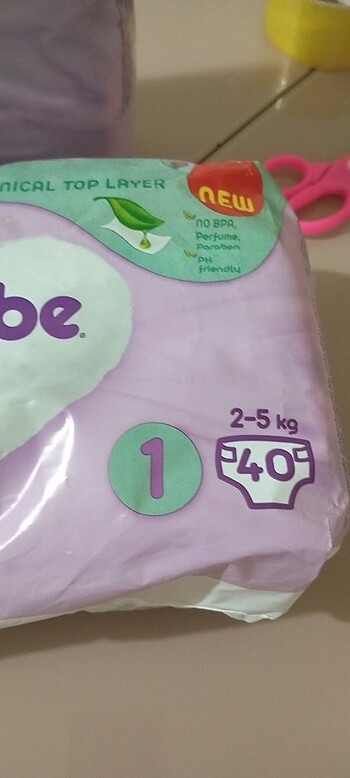 NICAL TOP LAYER
NEW
NO BPA,
Perfume,
Paraben
PH
friendly
be®
2-5 kg
1
40